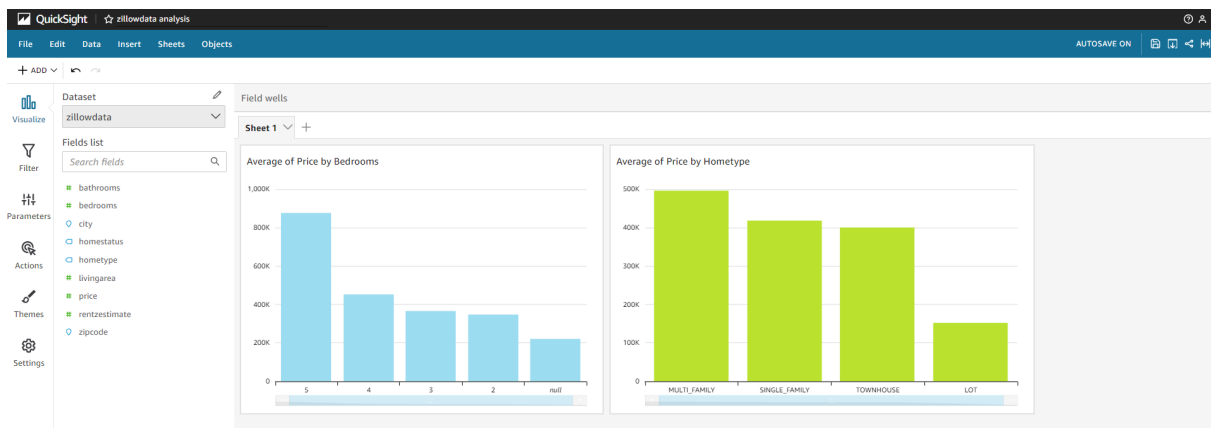 QuickSight zillowdata analysis
File Edit Data Insert Sheets Objects AUTOSAVE ON
+ ADD
Visualize
Filter
Parameters
Actions
Themes
Settings
Dataset
zillowdata
Fields list
Search fields
# bathrooms
# bedrooms
city
homestatus
hometype
# livingarea
# price
# rentzestimate
zipcode
Field wells
Sheet 1 +
Average of Price by Bedrooms
1,000K
800K
600K
400K
200K
0
5 4 3 2 null
Average of Price by Hometype
500K
400K
300K
200K
100K
0
MULTI_FAMILY SINGLE_FAMILY TOWNHOUSE LOT